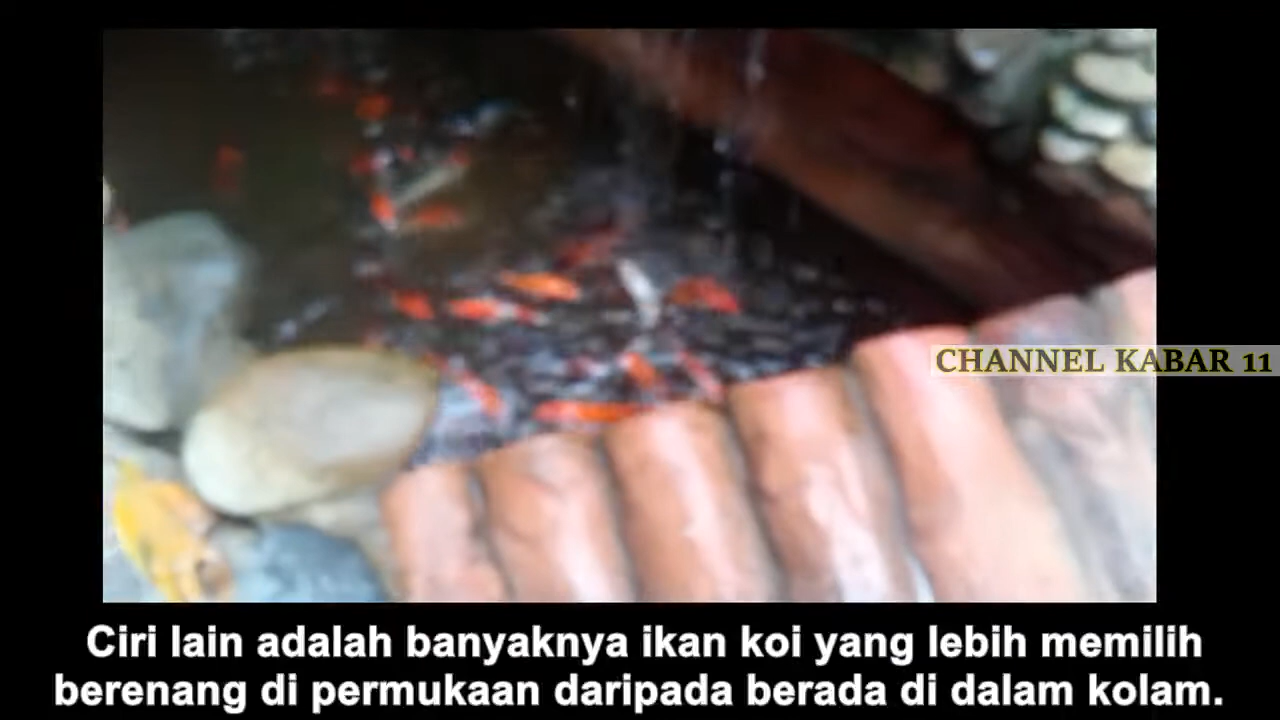 CHANNEL KABAR 11
Ciri lain adalah banyaknya ikan koi yang lebih memilih
berenang di permukaan daripada berada di dalam kolam.